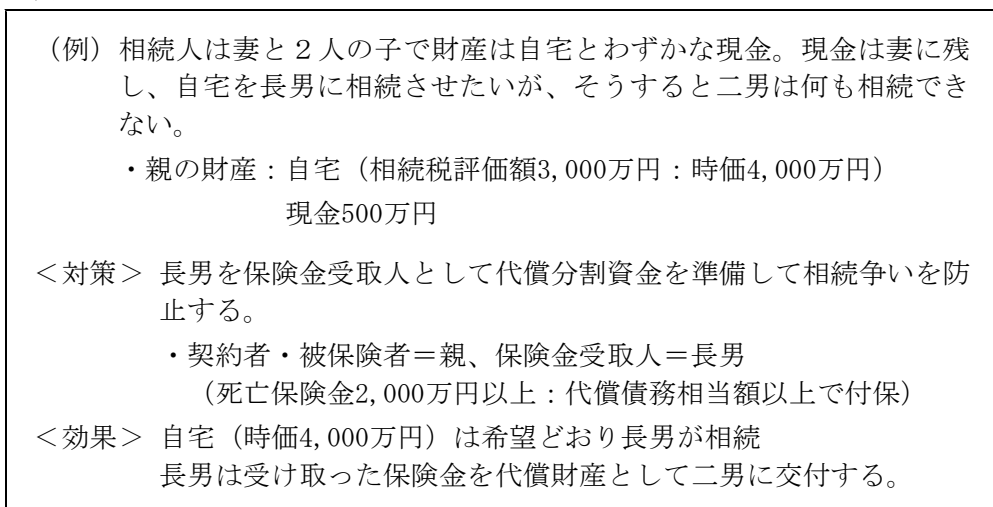 （例）相続人は妻と２人の子で財産は自宅とわずかな現金。現金は妻に残
し、自宅を長男に相続させたいが、そうすると二男は何も相続でき
ない。
・親の財産：自宅（相続税評価額3,000万円：時価4,000万円）
現金500万円
＜対策＞ 長男を保険金受取人として代償分割資金を準備して相続争いを防
止する。
・契約者・被保険者＝親、保険金受取人＝長男
（死亡保険金2,000万円以上：代償債務相当額以上で付保）
＜効果＞ 自宅（時価4,000万円）は希望どおり長男が相続
長男は受け取った保険金を代償財産として二男に交付する。